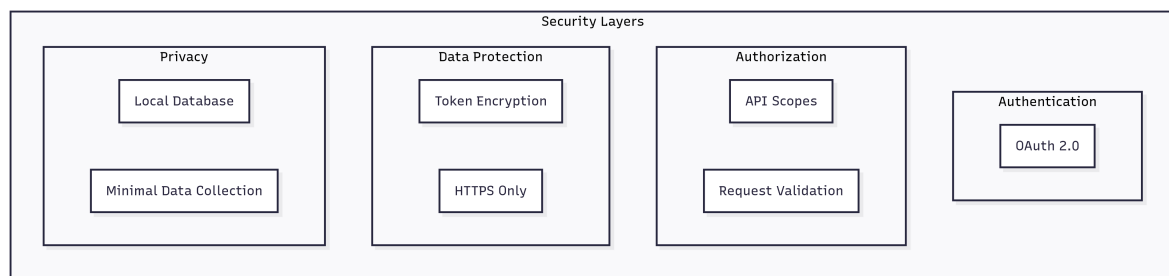 Security Layers
Privacy
Local Database
Minimal Data Collection
Data Protection
Token Encryption
HTTPS Only
Authorization
API Scopes
Request Validation
Authentication
OAuth 2.0